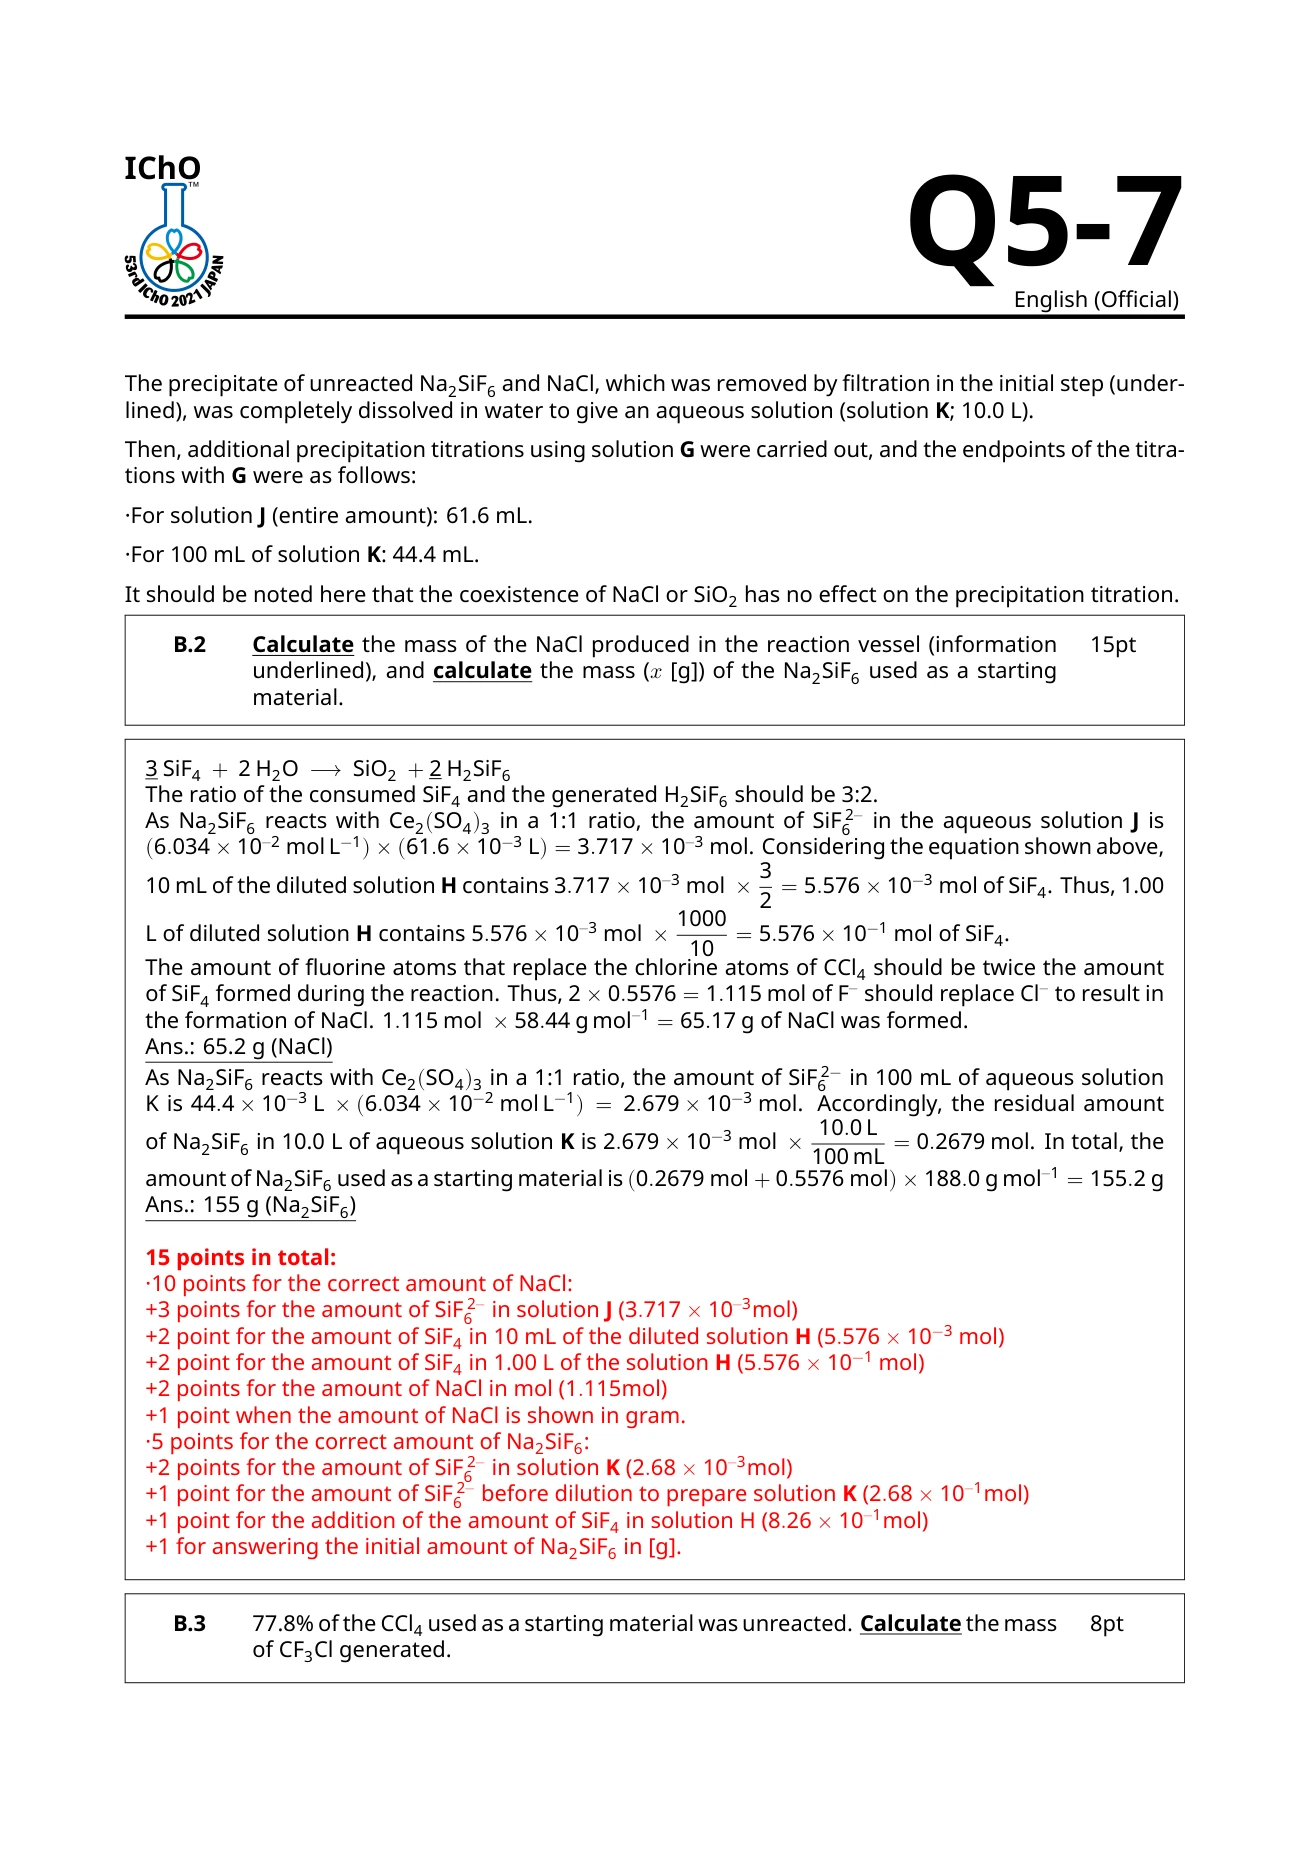 IChO
TM
53rd IChO 2021 JAPAN
Q5-7
English (Official)
The precipitate of unreacted Na₂SiF₆ and NaCl, which was removed by filtration in the initial step (under-
lined), was completely dissolved in water to give an aqueous solution (solution K; 10.0 L).
Then, additional precipitation titrations using solution G were carried out, and the endpoints of the titra-
tions with G were as follows:
·For solution J (entire amount): 61.6 mL.
·For 100 mL of solution K: 44.4 mL.
It should be noted here that the coexistence of NaCl or SiO₂ has no effect on the precipitation titration.
B.2 Calculate the mass of the NaCl produced in the reaction vessel (information 15pt
underlined), and calculate the mass (x [g]) of the Na₂SiF₆ used as a starting
material.
3 SiF₄ + 2 H₂O ⟶ SiO₂ + 2 H₂SiF₆
The ratio of the consumed SiF₄ and the generated H₂SiF₆ should be 3:2.
As Na₂SiF₆ reacts with Ce₂(SO₄)₃ in a 1:1 ratio, the amount of SiF₆²⁻ in the aqueous solution J is
(6.034 × 10⁻² mol L⁻¹) × (61.6 × 10⁻³ L) = 3.717 × 10⁻³ mol. Considering the equation shown above,
10 mL of the diluted solution H contains 3.717 × 10⁻³ mol × 3/2 = 5.576 × 10⁻³ mol of SiF₄. Thus, 1.00
L of diluted solution H contains 5.576 × 10⁻³ mol × 1000/10 = 5.576 × 10⁻¹ mol of SiF₄.
The amount of fluorine atoms that replace the chlorine atoms of CCl₄ should be twice the amount
of SiF₄ formed during the reaction. Thus, 2 × 0.5576 = 1.115 mol of F⁻ should replace Cl⁻ to result in
the formation of NaCl. 1.115 mol × 58.44 g mol⁻¹ = 65.17 g of NaCl was formed.
Ans.: 65.2 g (NaCl)
As Na₂SiF₆ reacts with Ce₂(SO₄)₃ in a 1:1 ratio, the amount of SiF₆²⁻ in 100 mL of aqueous solution
K is 44.4 × 10⁻³ L × (6.034 × 10⁻² mol L⁻¹) = 2.679 × 10⁻³ mol. Accordingly, the residual amount
of Na₂SiF₆ in 10.0 L of aqueous solution K is 2.679 × 10⁻³ mol × 10.0 L/100 mL = 0.2679 mol. In total, the
amount of Na₂SiF₆ used as a starting material is (0.2679 mol + 0.5576 mol) × 188.0 g mol⁻¹ = 155.2 g
Ans.: 155 g (Na₂SiF₆)
15 points in total:
·10 points for the correct amount of NaCl:
+3 points for the amount of SiF₆²⁻ in solution J (3.717 × 10⁻³mol)
+2 point for the amount of SiF₄ in 10 mL of the diluted solution H (5.576 × 10⁻³ mol)
+2 point for the amount of SiF₄ in 1.00 L of the solution H (5.576 × 10⁻¹ mol)
+2 points for the amount of NaCl in mol (1.115mol)
+1 point when the amount of NaCl is shown in gram.
·5 points for the correct amount of Na₂SiF₆:
+2 points for the amount of SiF₆²⁻ in solution K (2.68 × 10⁻³mol)
+1 point for the amount of SiF₆²⁻ before dilution to prepare solution K (2.68 × 10⁻¹mol)
+1 point for the addition of the amount of SiF₄ in solution H (8.26 × 10⁻¹mol)
+1 for answering the initial amount of Na₂SiF₆ in [g].
B.3 77.8% of the CCl₄ used as a starting material was unreacted. Calculate the mass 8pt
of CF₃Cl generated.